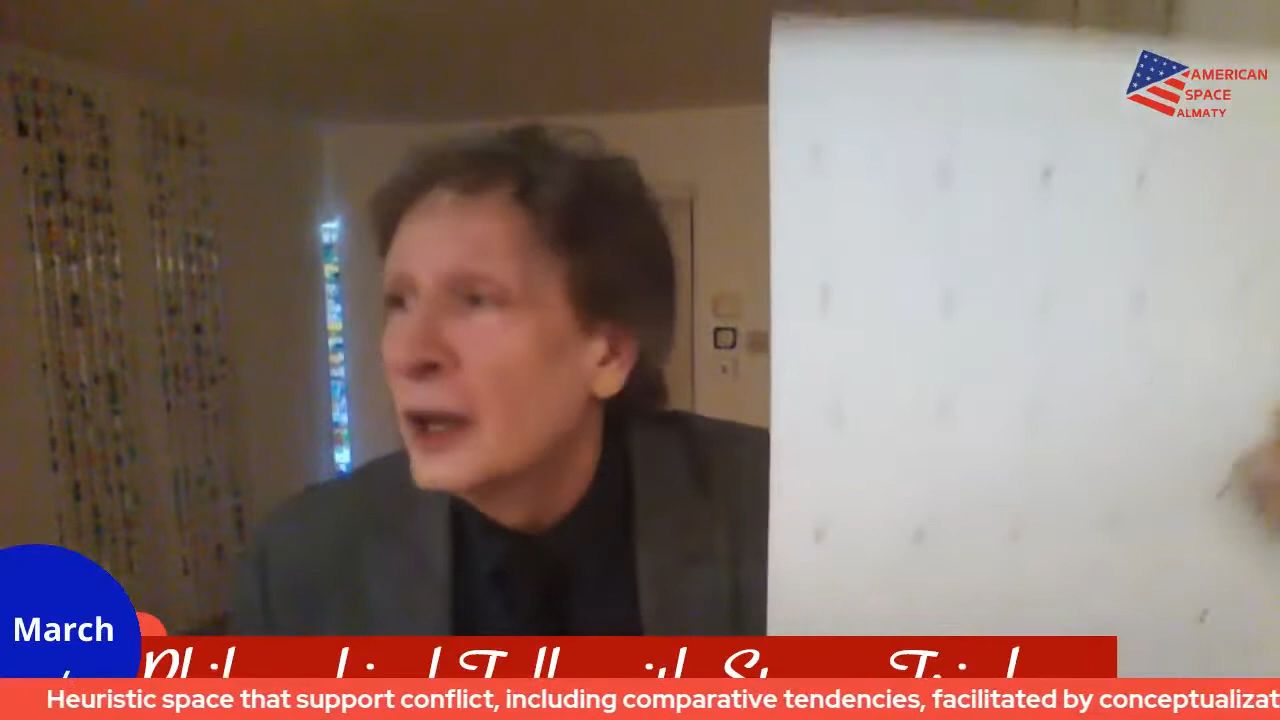 AMERICAN
SPACE
ALMATY
March
Heuristic space that support conflict, including comparative tendencies, facilitated by conceptualizat